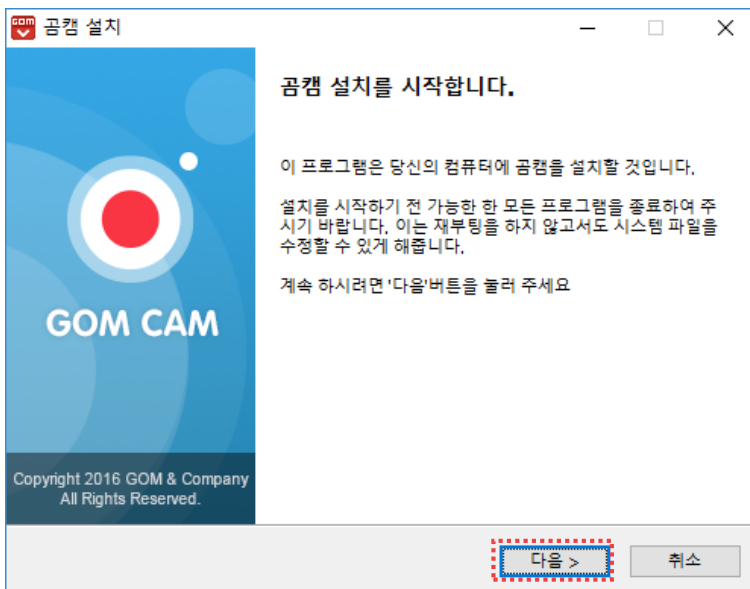 GOM
곰캠 설치
곰캠 설치를 시작합니다.
이 프로그램은 당신의 컴퓨터에 곰캠을 설치할 것입니다.
설치를 시작하기 전 가능한 한 모든 프로그램을 종료하여 주
시기 바랍니다. 이는 재부팅을 하지 않고서도 시스템 파일을
수정할 수 있게 해줍니다.
계속 하시려면 '다음'버튼을 눌러 주세요
GOM CAM
Copyright 2016 GOM & Company
All Rights Reserved.
다음 >
취소